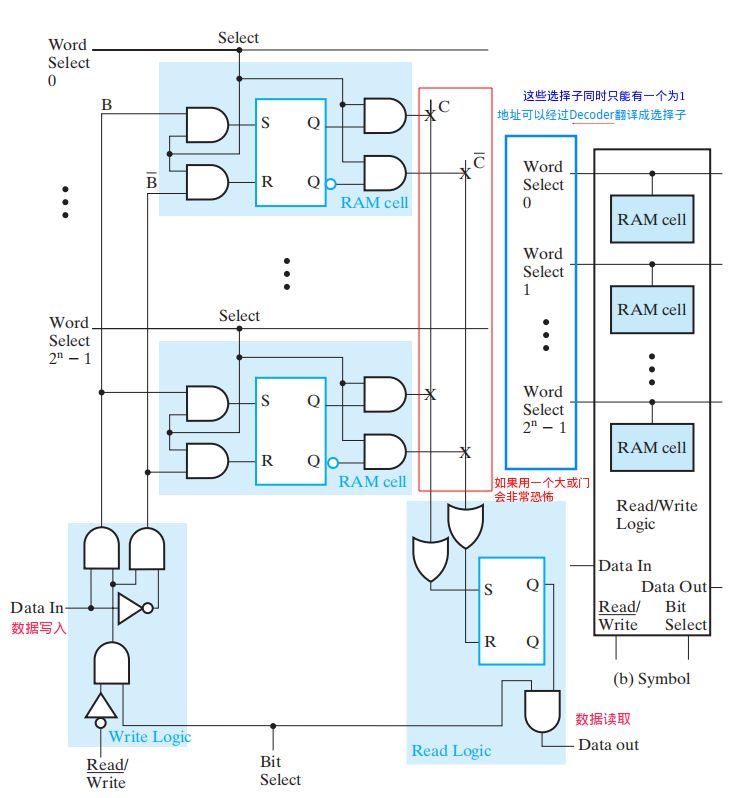 Word
Select
0
Select
B
S
Q
C
B
R
Q
C
RAM cell
Word
Select
2ⁿ − 1
Select
S
Q
R
Q
RAM cell
这些选择子同时只能有一个为1
地址可以经过Decoder翻译成选择子
Word
Select
0
RAM cell
Word
Select
1
RAM cell
Word
Select
2ⁿ − 1
RAM cell
如果用一个大或门
会非常恐怖
Read/Write
Logic
Data In
Data Out
Read/
Write
Bit
Select
(b) Symbol
Data In
数据写入
Write Logic
Read/
Write
Bit
Select
S
Q
R
Q
Read Logic
数据读取
Data out